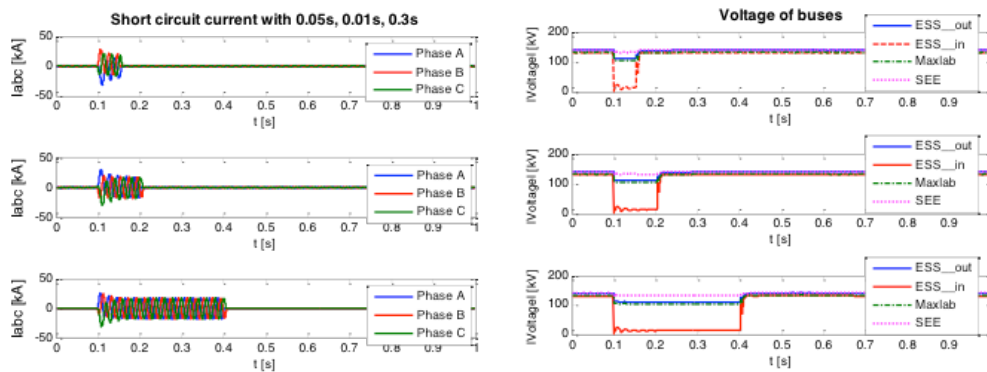 Short circuit current with 0.05s, 0.01s, 0.3s
50
0
-50
Iabc [kA]
Phase A
Phase B
Phase C
0 0.1 0.2 0.3 0.4 0.5 0.6 0.7 0.8 0.9 1
t [s]
50
0
-50
Iabc [kA]
Phase A
Phase B
Phase C
0 0.1 0.2 0.3 0.4 0.5 0.6 0.7 0.8 0.9 1
t [s]
50
0
-50
Iabc [kA]
Phase A
Phase B
Phase C
0 0.1 0.2 0.3 0.4 0.5 0.6 0.7 0.8 0.9 1
t [s]
Voltage of buses
200
100
0
IVoltageI [kV]
ESS__out
ESS__in
Maxlab
SEE
0 0.1 0.2 0.3 0.4 0.5 0.6 0.7 0.8 0.9
t [s]
200
100
0
IVoltageI [kV]
ESS__out
ESS__in
Maxlab
SEE
0 0.1 0.2 0.3 0.4 0.5 0.6 0.7 0.8 0.9
t [s]
200
100
0
IVoltageI [kV]
ESS__out
ESS__in
Maxlab
SEE
0 0.1 0.2 0.3 0.4 0.5 0.6 0.7 0.8 0.9
t [s]